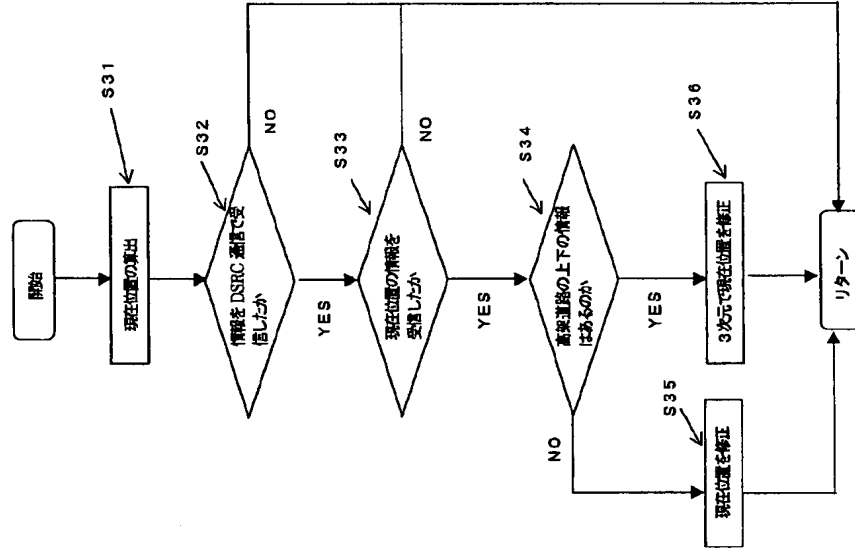 開始
S31
現在位置の算出
S32
情報をDSRC通信で受
信したか
NO
YES
S33
現在位置の情報を
受信したか
NO
YES
S34
高架道路の上下の情報
はあるのか
NO
YES
S35
現在位置を修正
S36
3次元で現在位置を修正
リターン